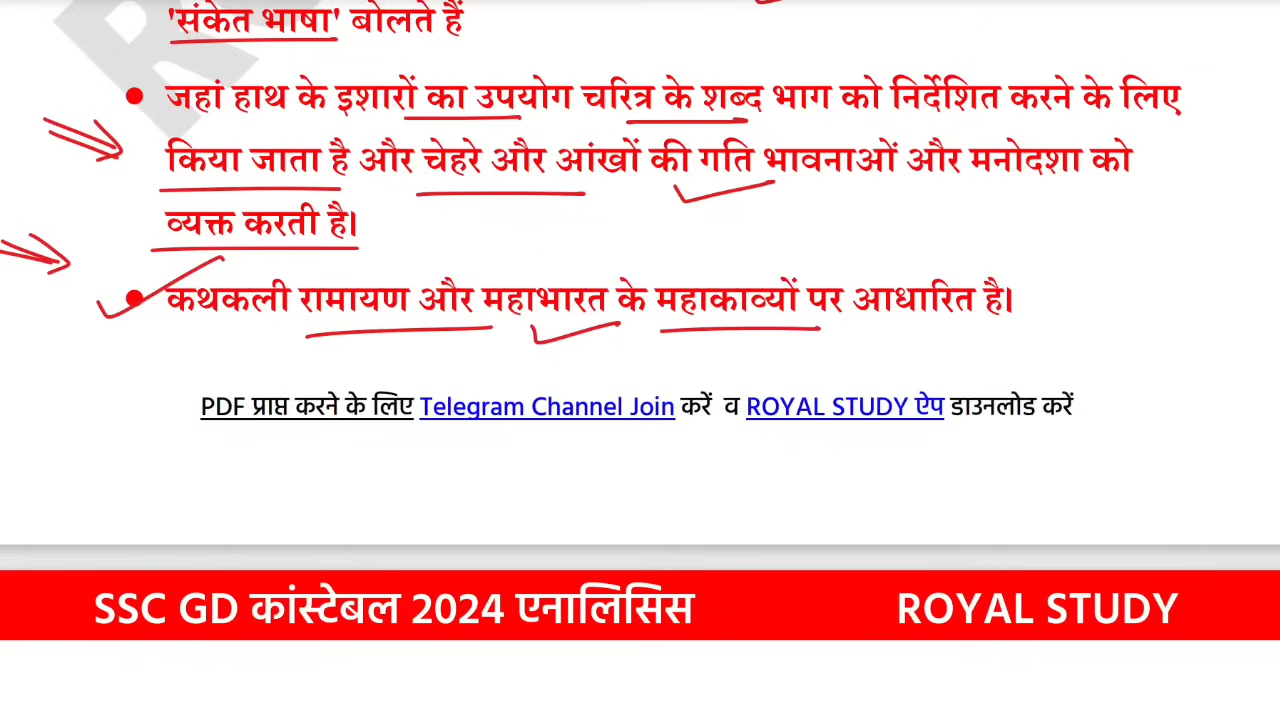 'संकेत भाषा' बोलते हैं
• जहां हाथ के इशारों का उपयोग चरित्र के शब्द भाग को निर्देशित करने के लिए
किया जाता है और चेहरे और आंखों की गति भावनाओं और मनोदशा को
व्यक्त करती है।
• कथकली रामायण और महाभारत के महाकाव्यों पर आधारित है।
PDF प्राप्त करने के लिए Telegram Channel Join करें व ROYAL STUDY ऐप डाउनलोड करें
SSC GD कांस्टेबल 2024 एनालिसिस ROYAL STUDY